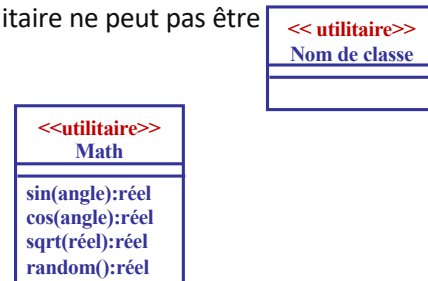 litaire ne peut pas être
<< utilitaire>>
Nom de classe
<<utilitaire>>
Math
sin(angle):réel
cos(angle):réel
sqrt(réel):réel
random():réel